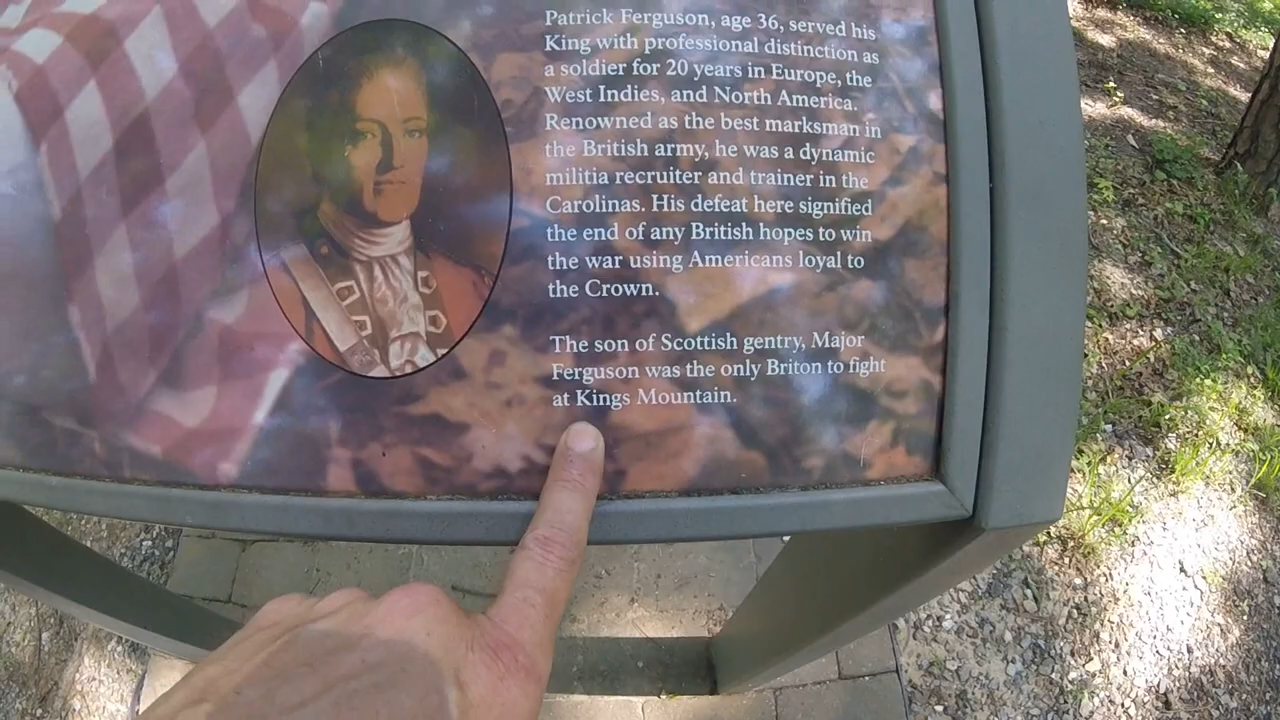 Patrick Ferguson, age 36, served his
King with professional distinction as
a soldier for 20 years in Europe, the
West Indies, and North America.
Renowned as the best marksman in
the British army, he was a dynamic
militia recruiter and trainer in the
Carolinas. His defeat here signified
the end of any British hopes to win
the war using Americans loyal to
the Crown.
The son of Scottish gentry, Major
Ferguson was the only Briton to fight
at Kings Mountain.